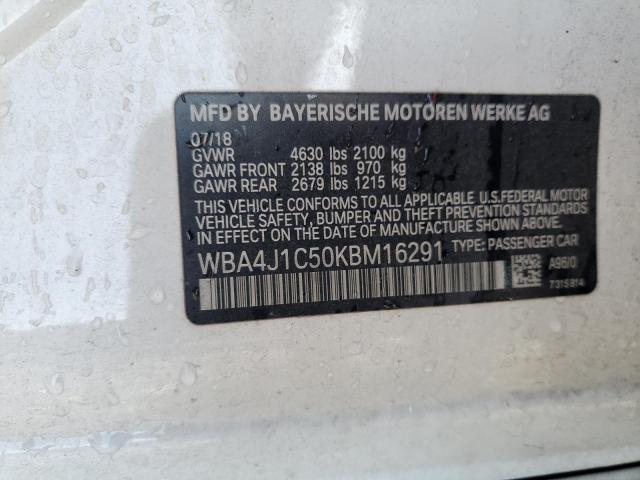 MFD BY BAYERISCHE MOTOREN WERKE AG
07/18
GVWR 4630 lbs 2100 kg
GAWR FRONT 2138 lbs 970 kg
GAWR REAR 2679 lbs 1215 kg
THIS VEHICLE CONFORMS TO ALL APPLICABLE U.S.FEDERAL MOTOR
VEHICLE SAFETY, BUMPER AND THEFT PREVENTION STANDARDS
IN EFFECT ON THE DATE OF MANUFACTURE SHOWN ABOVE.
WBA4J1C50KBM16291 TYPE: PASSENGER CAR
A96/0
7315814